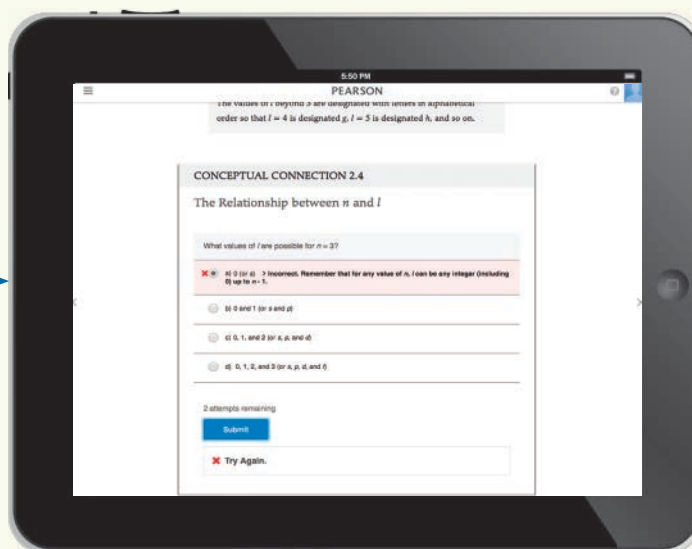 5:50 PM
PEARSON
The values of l beyond 3 are designated with letters in alphabetical
order so that l = 4 is designated g, l = 5 is designated h, and so on.
CONCEPTUAL CONNECTION 2.4
The Relationship between n and l
What values of l are possible for n = 3?
a) 0 (or s) > Incorrect. Remember that for any value of n, l can be any integer (including
0) up to n - 1.
b) 0 and 1 (or s and p)
c) 0, 1, and 2 (or s, p, and d)
d) 0, 1, 2, and 3 (or s, p, d, and f)
2 attempts remaining
Submit
Try Again.